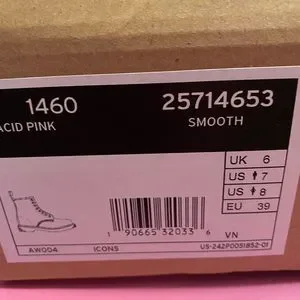 1460
25714653
ACID PINK
SMOOTH
UK 6
US 7
US 8
EU 39
1 90665 32033 6
AW004
ICONS
VN
US-242P0051852-01